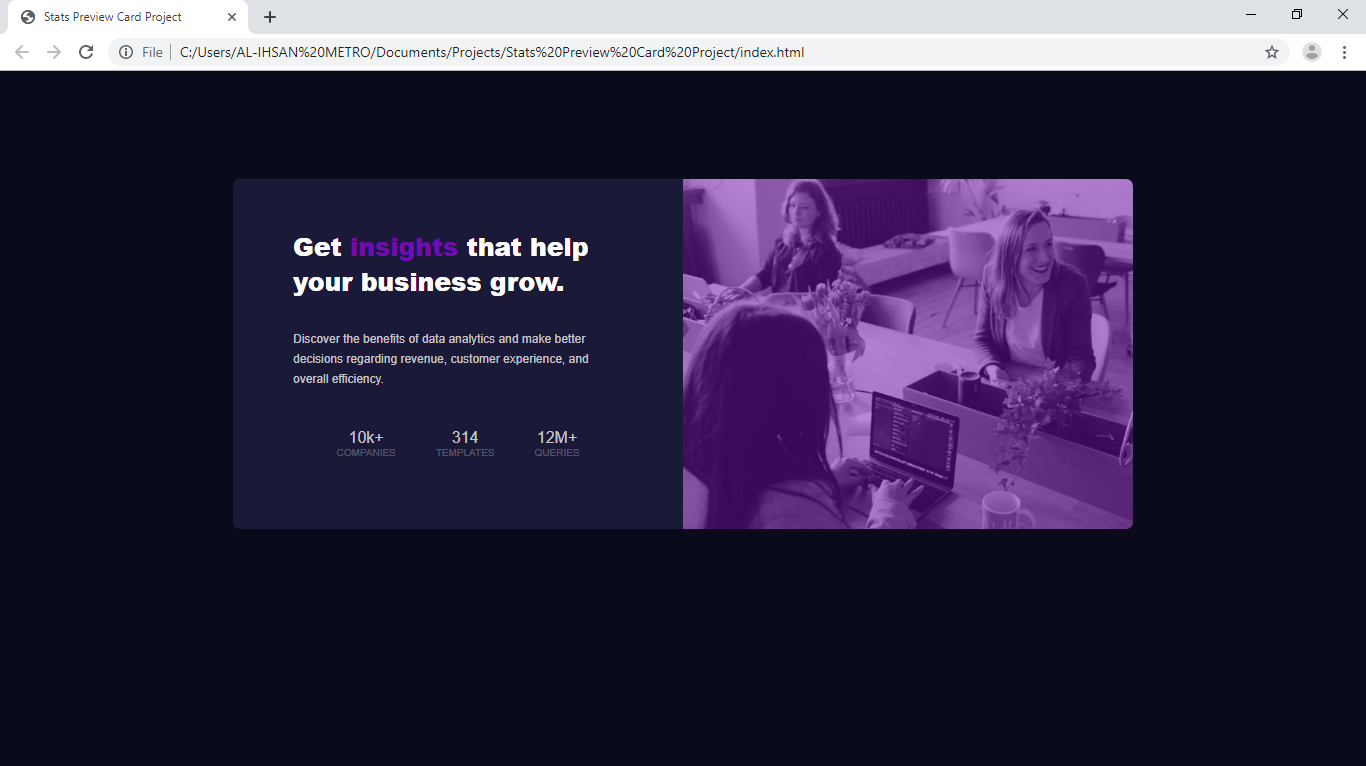 Stats Preview Card Project
File
C:/Users/AL-IHSAN%20METRO/Documents/Projects/Stats%20Preview%20Card%20Project/index.html
Get insights that help
your business grow.
Discover the benefits of data analytics and make better
decisions regarding revenue, customer experience, and
overall efficiency.
10k+ 314 12M+
COMPANIES TEMPLATES QUERIES